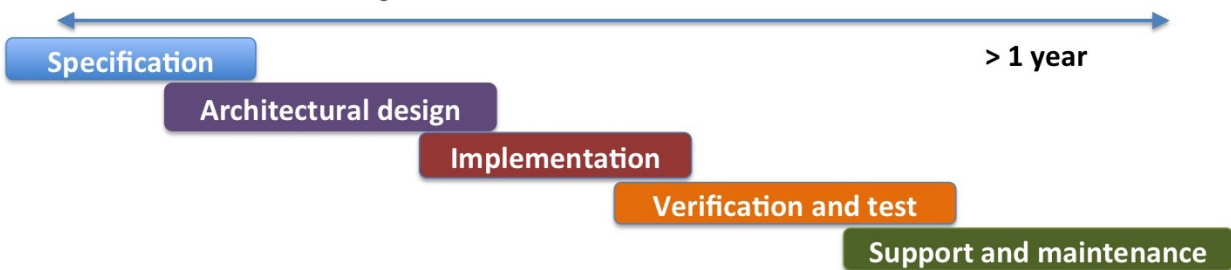 Specification
> 1 year
Architectural design
Implementation
Verification and test
Support and maintenance